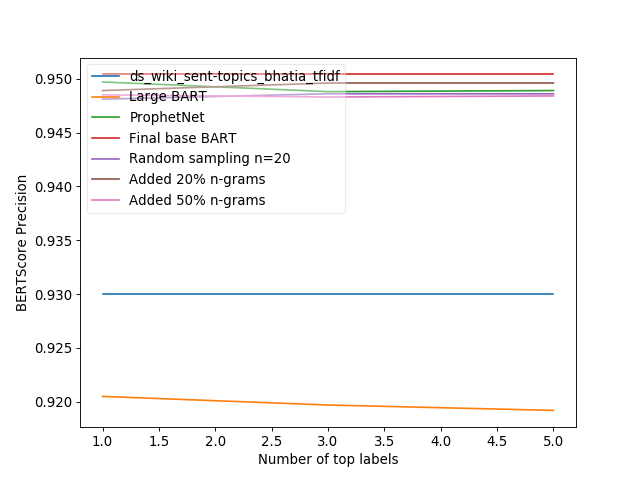 0.950
0.945
0.940
0.935
0.930
0.925
0.920
BERTScore Precision
ds_wiki_sent-topics_bhatia_tfidf
Large BART
ProphetNet
Final base BART
Random sampling n=20
Added 20% n-grams
Added 50% n-grams
1.0 1.5 2.0 2.5 3.0 3.5 4.0 4.5 5.0
Number of top labels